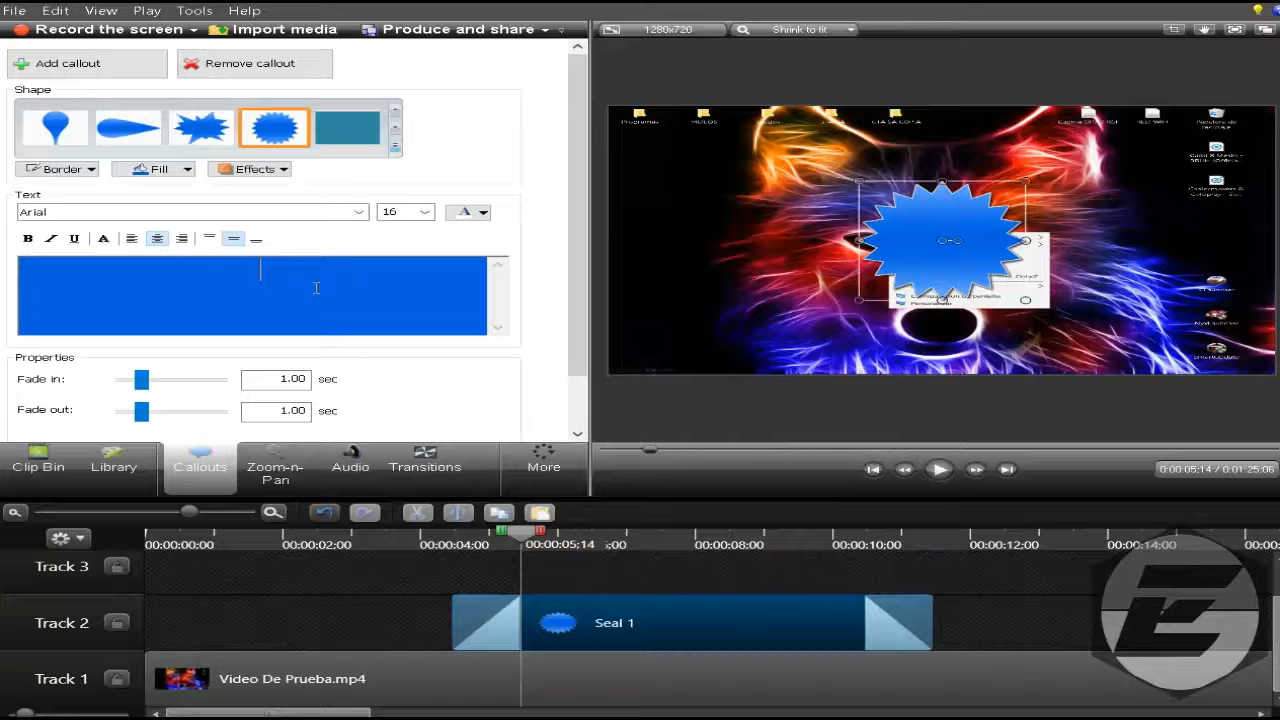 File Edit View Play Tools Help
Record the screen Import media Produce and share
1280x720 Shrink to fit
Add callout Remove callout
Shape
Border Fill Effects
Text
Arial 16 A
B I U A
Properties
Fade in: 1.00 sec
Fade out: 1.00 sec
Programas VIDEOS
Clip Bin Library Callouts Zoom-n-Pan Audio Transitions More
0:00:05;14 / 0:01:25;06
00:00:00;00 00:00:02;00 00:00:04;00 00:00:05;14 ;00 00:00:08;00 00:00:10;00 00:00:12;00 00:00:14;00
Track 3
Track 2 Seal 1
Track 1 Video De Prueba.mp4